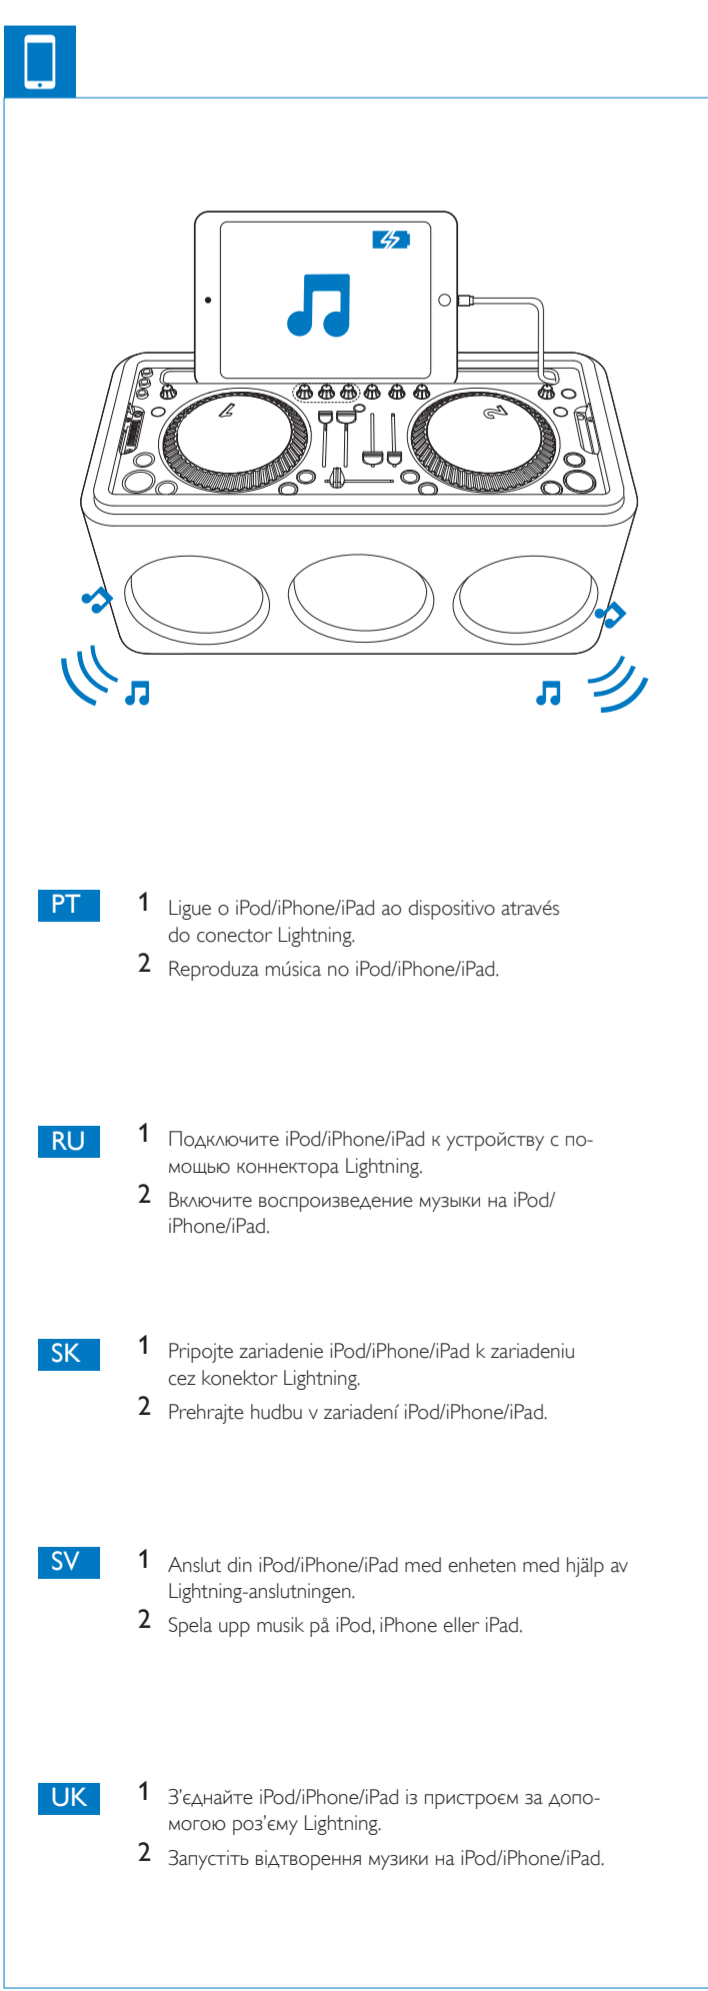 1
2
PT
1 Ligue o iPod/iPhone/iPad ao dispositivo através
do conector Lightning.
2 Reproduza música no iPod/iPhone/iPad.
RU
1 Подключите iPod/iPhone/iPad к устройству с по-
мощью коннектора Lightning.
2 Включите воспроизведение музыки на iPod/
iPhone/iPad.
SK
1 Pripojte zariadenie iPod/iPhone/iPad k zariadeniu
cez konektor Lightning.
2 Prehrajte hudbu v zariadení iPod/iPhone/iPad.
SV
1 Anslut din iPod/iPhone/iPad med enheten med hjälp av
Lightning-anslutningen.
2 Spela upp musik på iPod, iPhone eller iPad.
UK
1 З’єднайте iPod/iPhone/iPad із пристроєм за допо-
могою роз’єму Lightning.
2 Запустіть відтворення музики на iPod/iPhone/iPad.